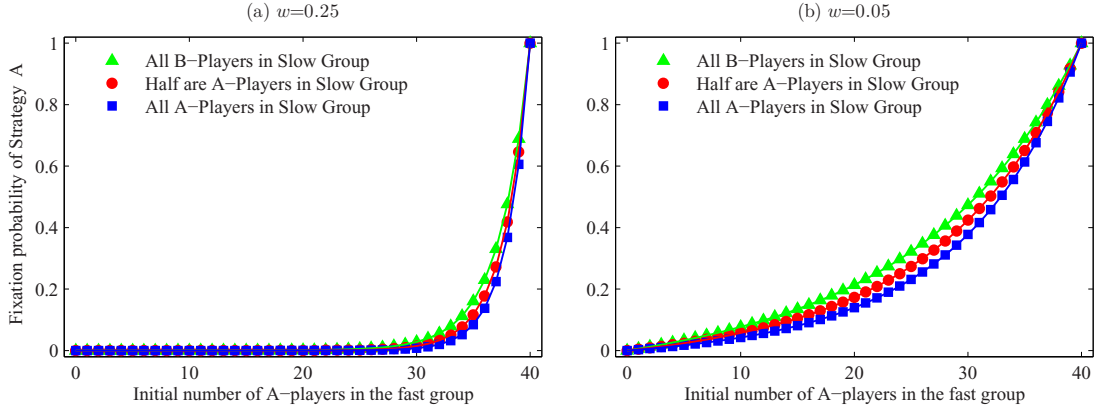 (a) w=0.25
Fixation probability of Strategy A
1
0.8
0.6
0.4
0.2
0
All B−Players in Slow Group
Half are A−Players in Slow Group
All A−Players in Slow Group
0 10 20 30 40
Initial number of A−players in the fast group
(b) w=0.05
1
0.8
0.6
0.4
0.2
0
All B−Players in Slow Group
Half are A−Players in Slow Group
All A−Players in Slow Group
0 10 20 30 40
Initial number of A−players in the fast group